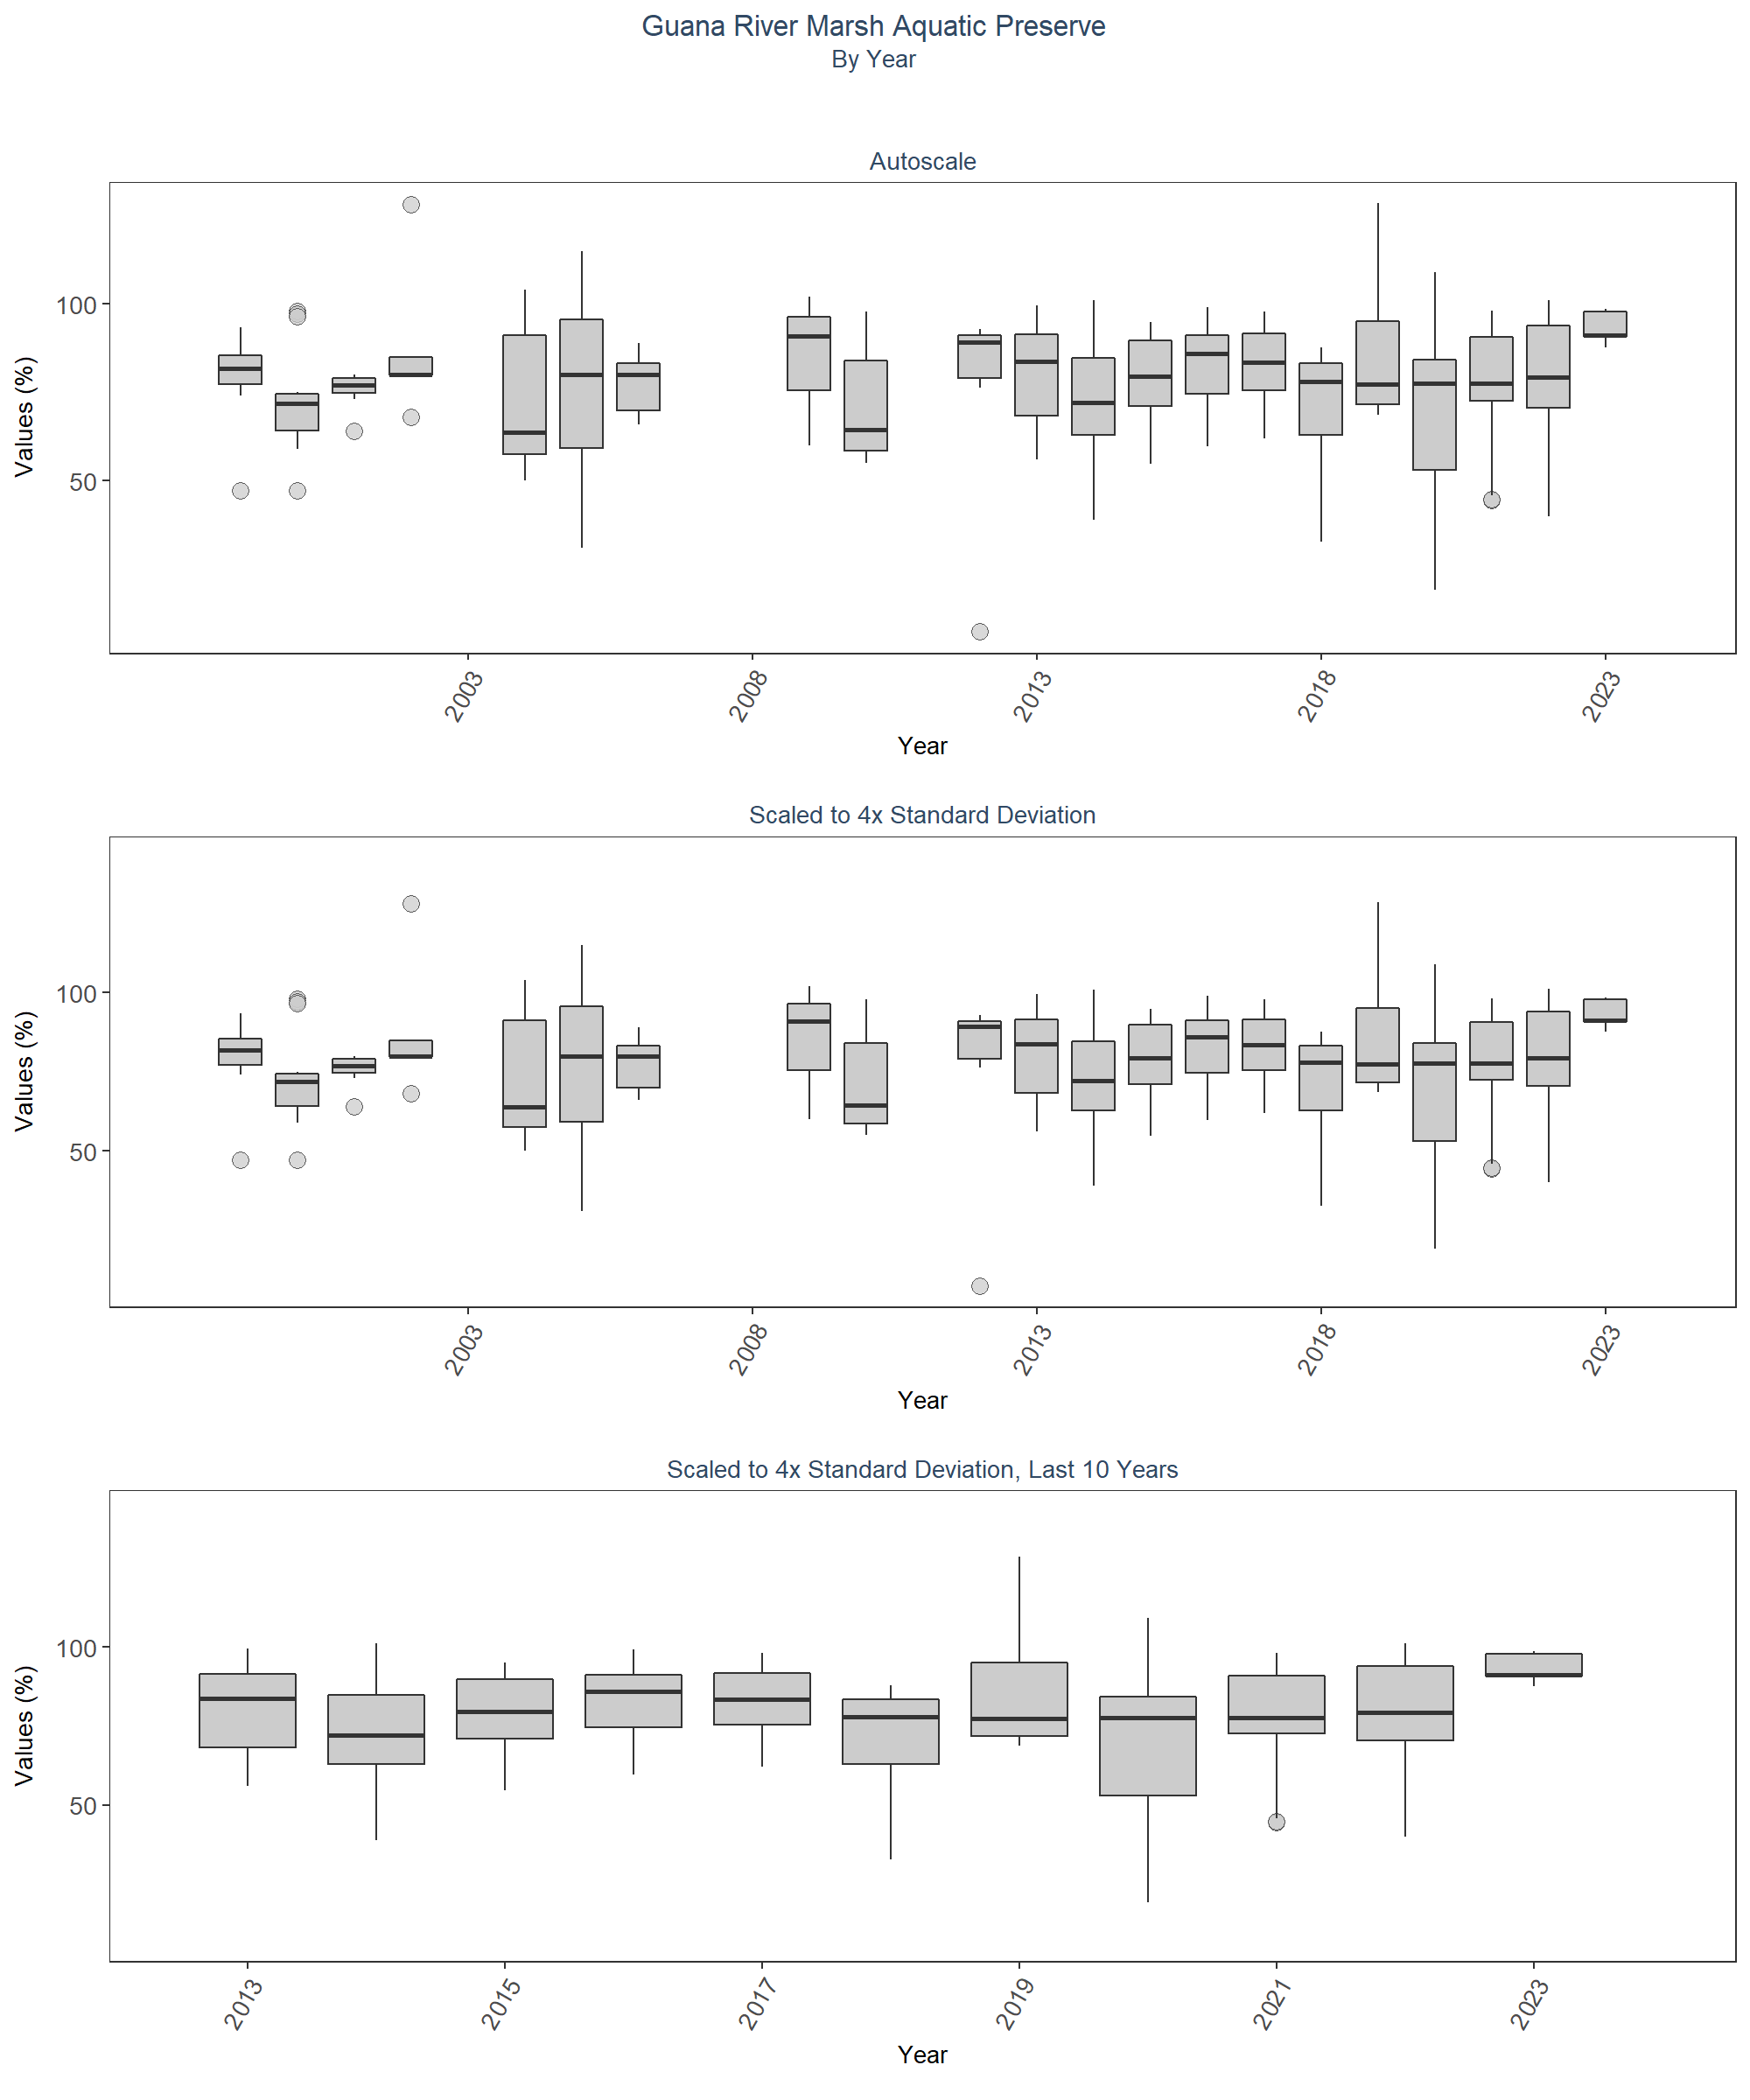 Guana River Marsh Aquatic Preserve
By Year
Autoscale
Values (%)
100
50
2003
2008
2013
2018
2023
Year
Scaled to 4x Standard Deviation
Values (%)
100
50
2003
2008
2013
2018
2023
Year
Scaled to 4x Standard Deviation, Last 10 Years
Values (%)
100
50
2013
2015
2017
2019
2021
2023
Year